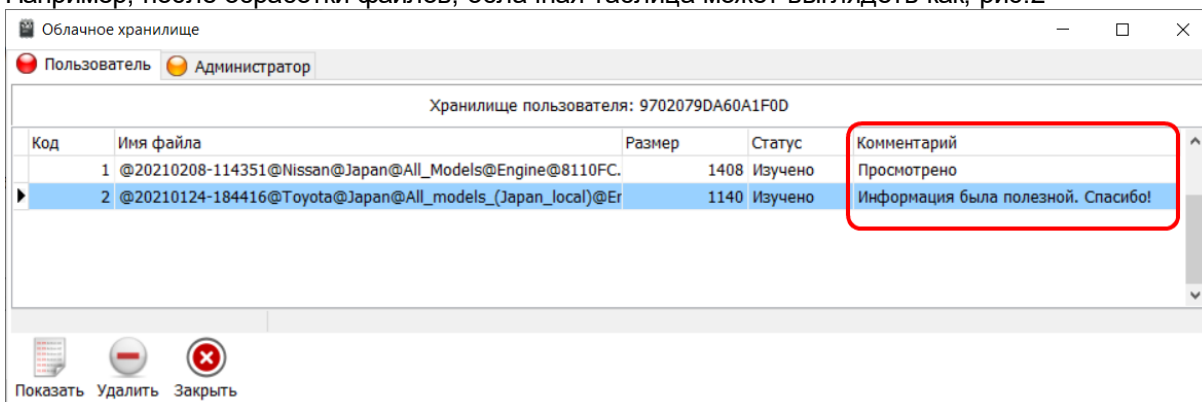 Например, после обработки файлов, облачная таблица может выглядеть как, рис.2
Облачное хранилище
Пользователь Администратор
Хранилище пользователя: 9702079DA60A1F0D
Код Имя файла Размер Статус Комментарий
1 @20210208-114351@Nissan@Japan@All_Models@Engine@8110FC. 1408 Изучено Просмотрено
2 @20210124-184416@Toyota@Japan@All_models_(Japan_local)@Er 1140 Изучено Информация была полезной. Спасибо!
Показать Удалить Закрыть